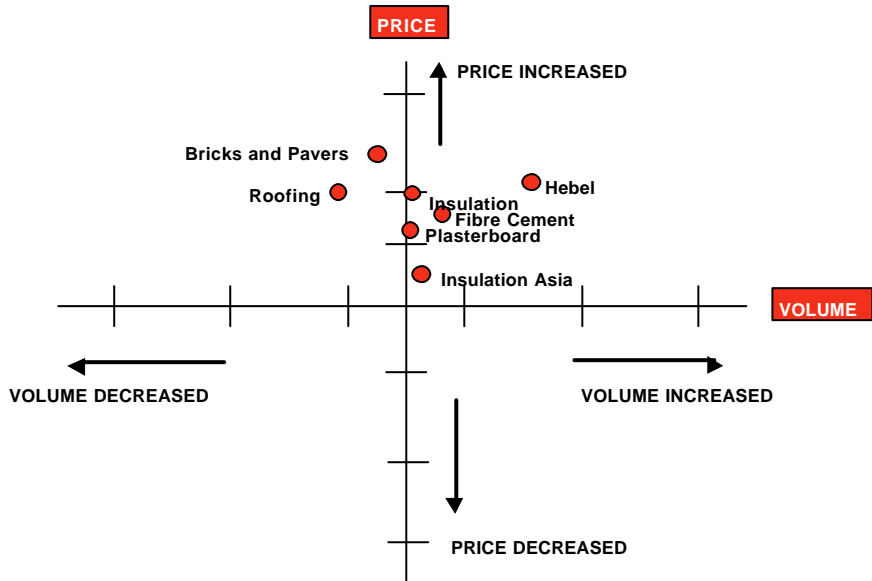 PRICE
PRICE INCREASED
Bricks and Pavers
Hebel
Roofing
Insulation
Fibre Cement
Plasterboard
Insulation Asia
VOLUME
VOLUME DECREASED
VOLUME INCREASED
PRICE DECREASED